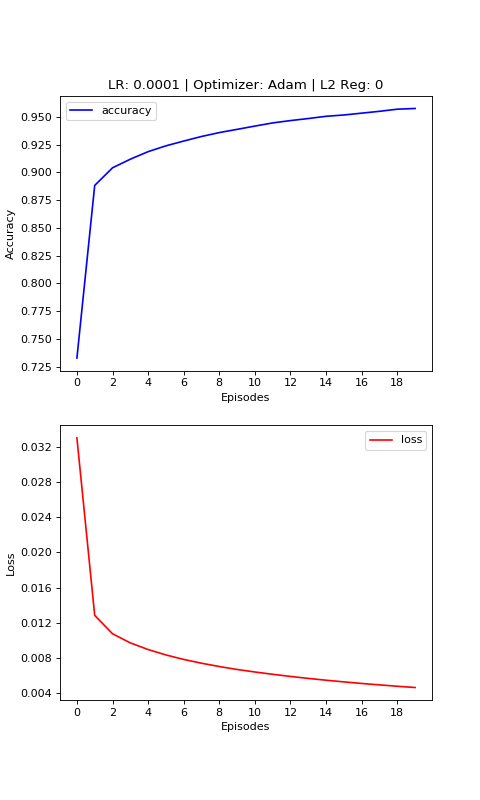 LR: 0.0001 | Optimizer: Adam | L2 Reg: 0
accuracy
0.950
0.925
0.900
0.875
0.850
0.825
0.800
0.775
0.750
0.725
Accuracy
0 2 4 6 8 10 12 14 16 18
Episodes
loss
0.032
0.028
0.024
0.020
0.016
0.012
0.008
0.004
Loss
0 2 4 6 8 10 12 14 16 18
Episodes